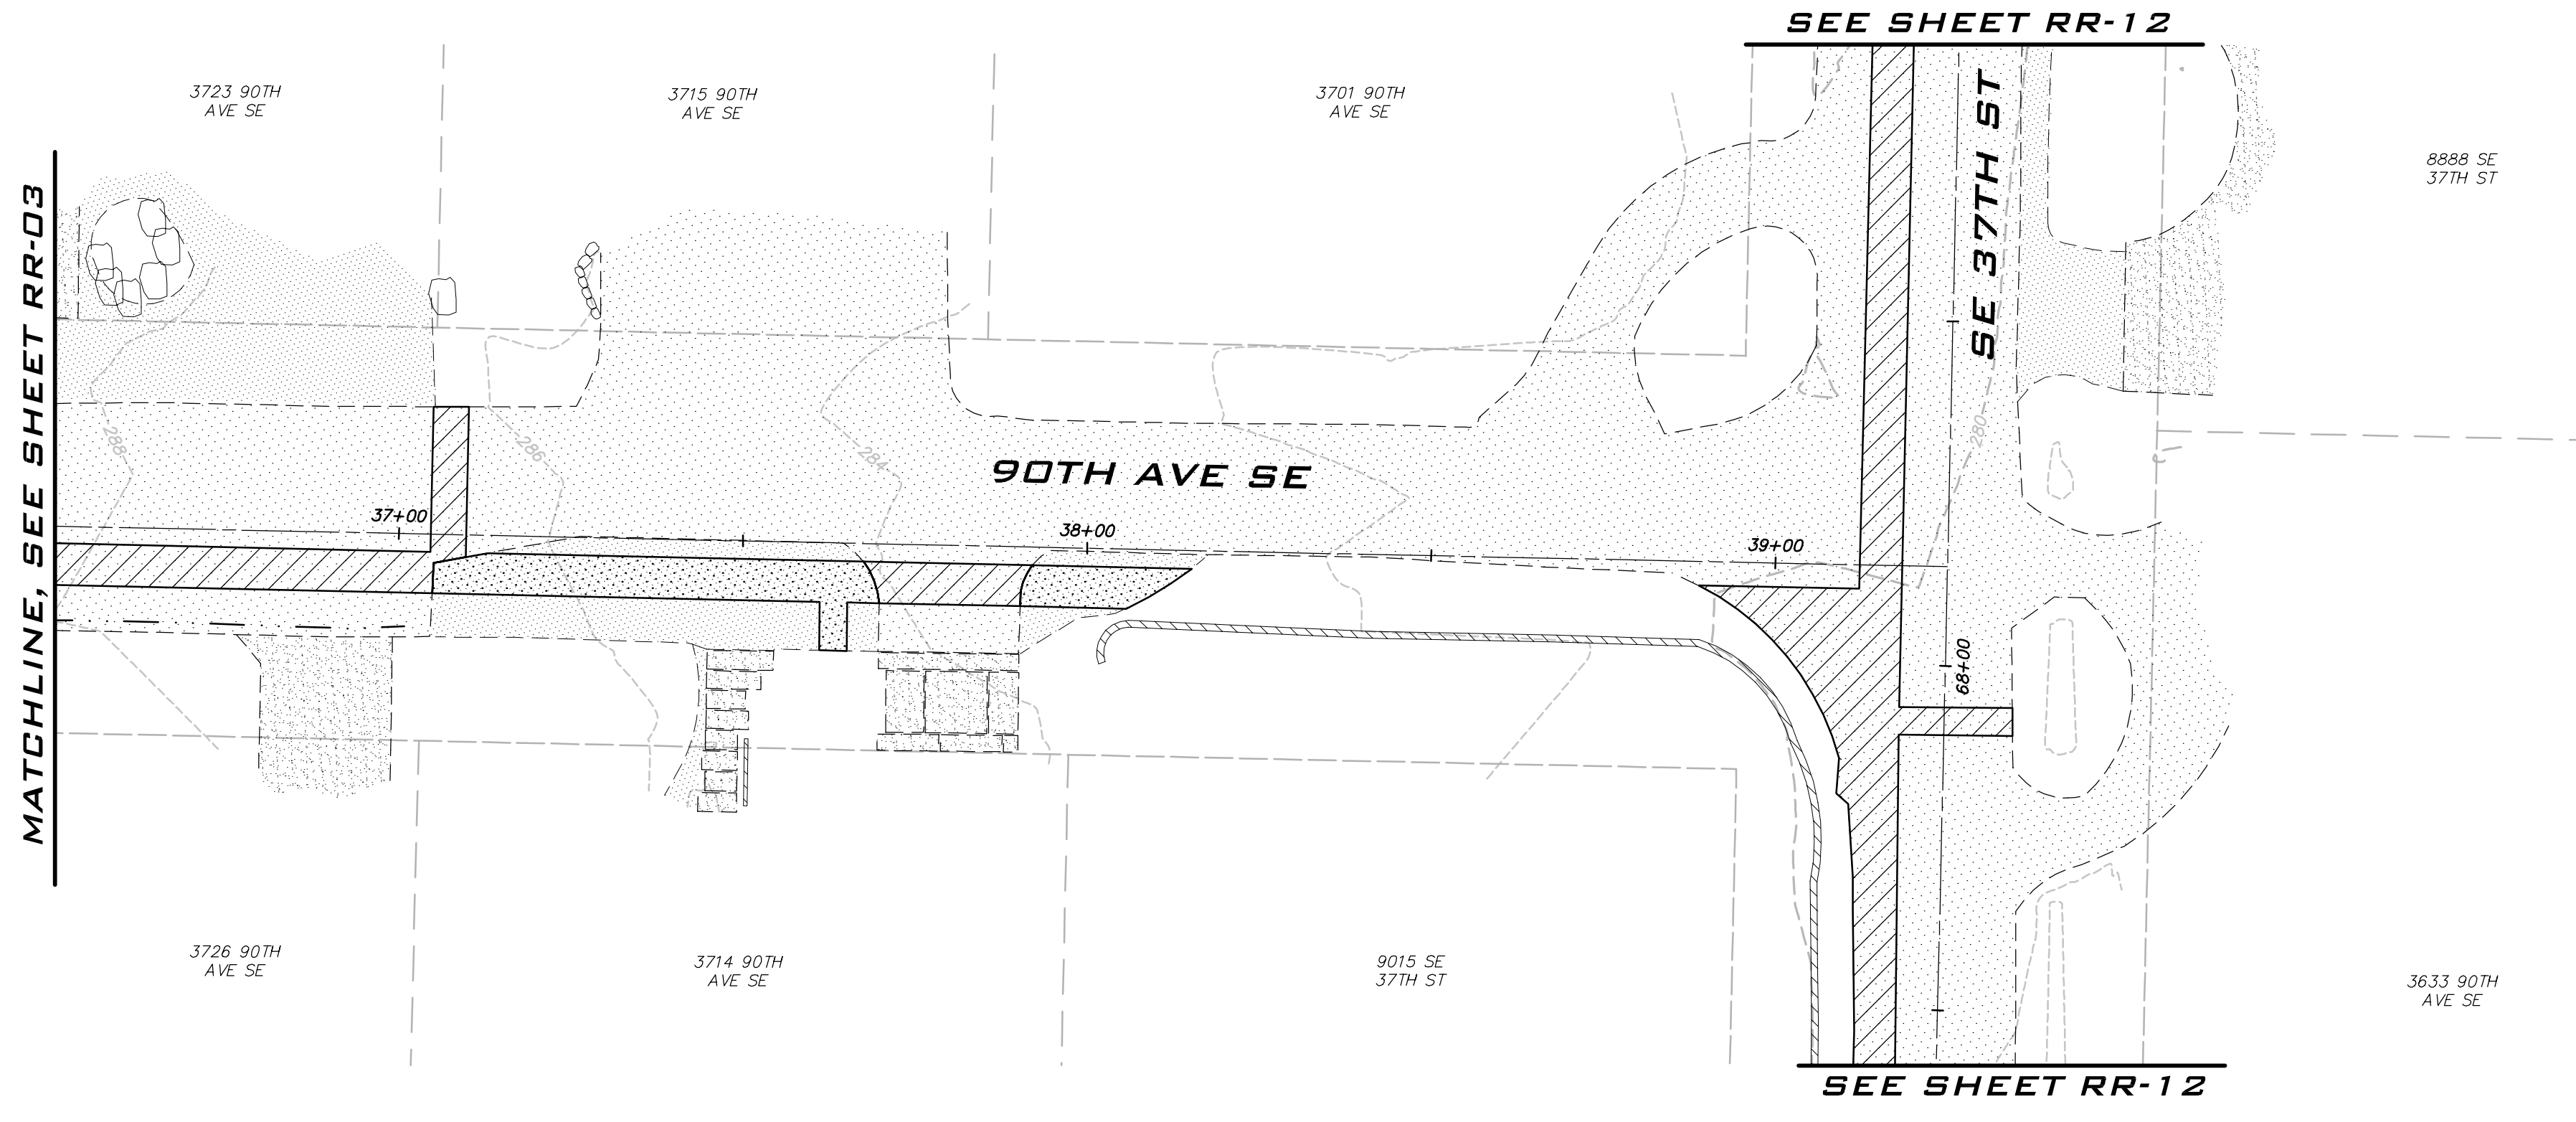 SEE SHEET RR-12
3723 90TH
AVE SE
3715 90TH
AVE SE
3701 90TH
AVE SE
8888 SE
37TH ST
SE 37TH ST
MATCHLINE, SEE SHEET RR-03
288
286
284
280
90TH AVE SE
37+00
38+00
39+00
68+00
3726 90TH
AVE SE
3714 90TH
AVE SE
9015 SE
37TH ST
3633 90TH
AVE SE
SEE SHEET RR-12